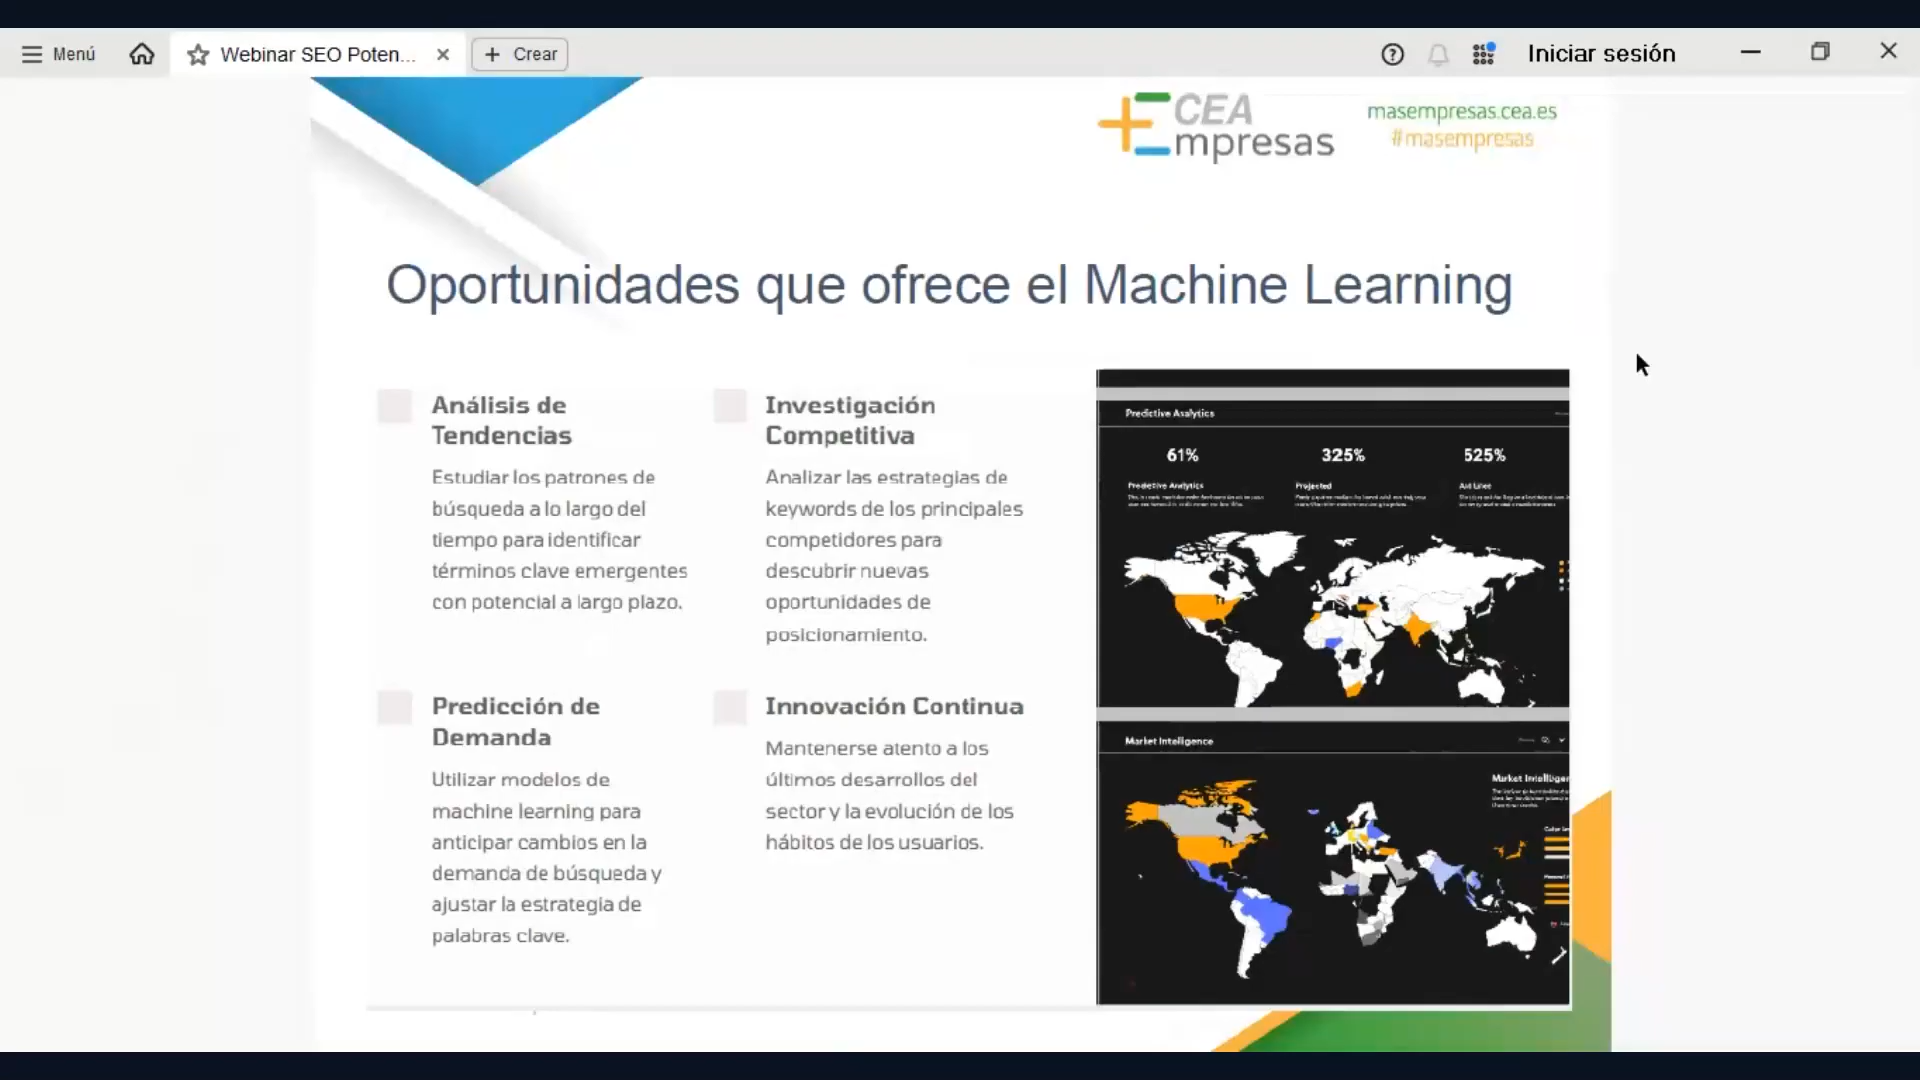 Menú
Webinar SEO Poten...
Crear
Iniciar sesión
CEA
mpresas
masempresas.cea.es
#masempresas
Oportunidades que ofrece el Machine Learning
Análisis de
Tendencias
Estudiar los patrones de
búsqueda a lo largo del
tiempo para identificar
términos clave emergentes
con potencial a largo plazo.
Investigación
Competitiva
Analizar las estrategias de
keywords de los principales
competidores para
descubrir nuevas
oportunidades de
posicionamiento.
Predicción de
Demanda
Utilizar modelos de
machine learning para
anticipar cambios en la
demanda de búsqueda y
ajustar la estrategia de
palabras clave.
Innovación Continua
Mantenerse atento a los
últimos desarrollos del
sector y la evolución de los
hábitos de los usuarios.
61%
325%
525%
Projected
Market Intelligence